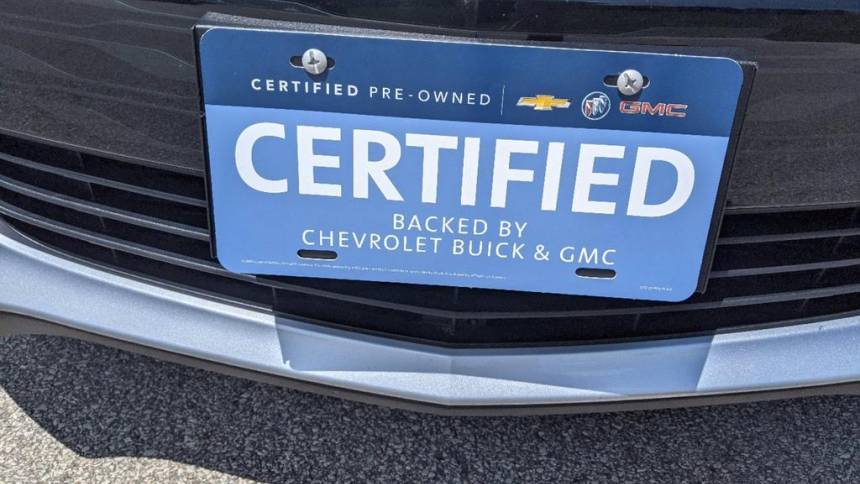 CERTIFIED PRE-OWNED GMC
CERTIFIED
BACKED BY
CHEVROLET BUICK & GMC